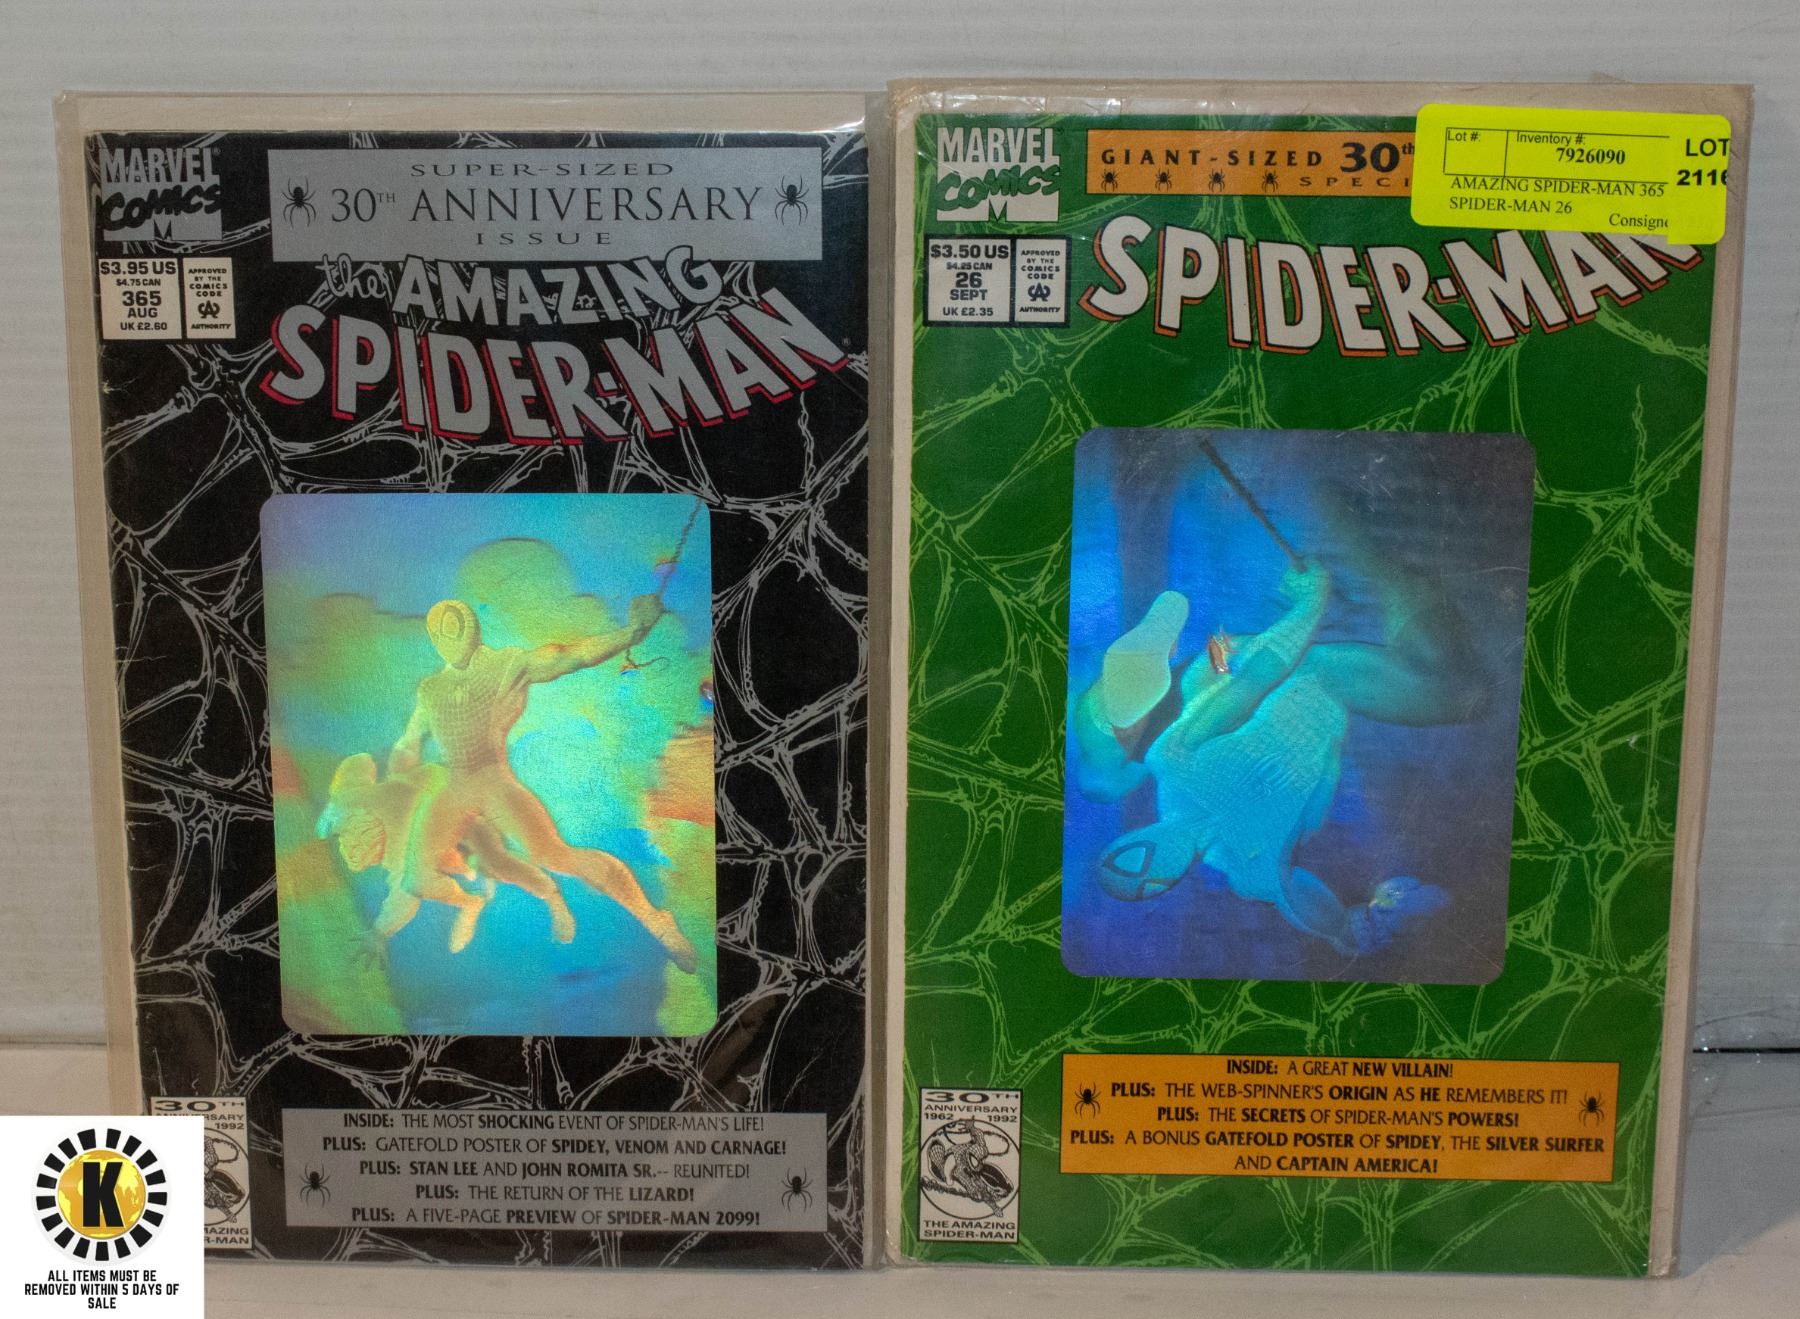 MARVEL
COMICS
M
$3.95 US
$4.75 CAN
365
AUG
UK £2.60
APPROVED
BY THE
COMICS
CODE
CA
AUTHORITY
SUPER-SIZED
30TH ANNIVERSARY
ISSUE
the AMAZING
SPIDER-MAN®
INSIDE: THE MOST SHOCKING EVENT OF SPIDER-MAN'S LIFE!
PLUS: GATEFOLD POSTER OF SPIDEY, VENOM AND CARNAGE!
PLUS: STAN LEE AND JOHN ROMITA SR.-- REUNITED!
PLUS: THE RETURN OF THE LIZARD!
PLUS: A FIVE-PAGE PREVIEW OF SPIDER-MAN 2099!
30TH
1992
K
ALL ITEMS MUST BE
REMOVED WITHIN 5 DAYS OF
SALE
MARVEL
COMICS
M
$3.50 US
$4.25 CAN
26
SEPT
UK £2.35
APPROVED
BY THE
COMICS
CODE
CA
AUTHORITY
GIANT-SIZED 30th
SPECI
SPIDER-MAN
Lot #:
Inventory #:
7926090
LOT
2116
AMAZING SPIDER-MAN 365
SPIDER-MAN 26
Consigne
INSIDE: A GREAT NEW VILLAIN!
PLUS: THE WEB-SPINNER'S ORIGIN AS HE REMEMBERS IT!
PLUS: THE SECRETS OF SPIDER-MAN'S POWERS!
PLUS: A BONUS GATEFOLD POSTER OF SPIDEY, THE SILVER SURFER
AND CAPTAIN AMERICA!
30TH
ANNIVERSARY
1962 1992
THE AMAZING
SPIDER-MAN